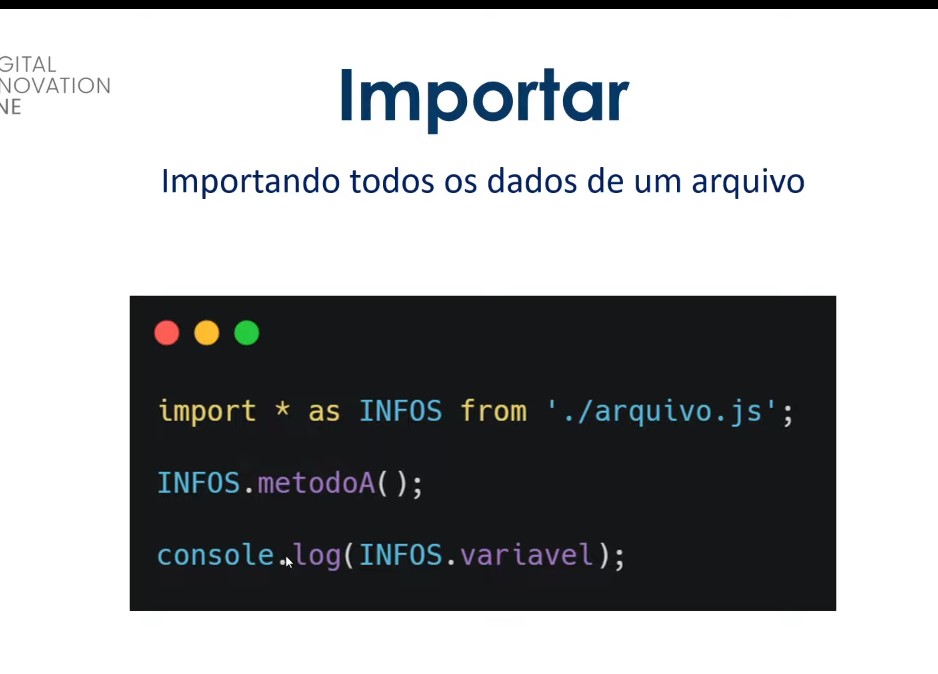 GITAL
NOVATION
NE
Importar
Importando todos os dados de um arquivo
import * as INFOS from './arquivo.js';
INFOS.metodoA();
console.log(INFOS.variavel);